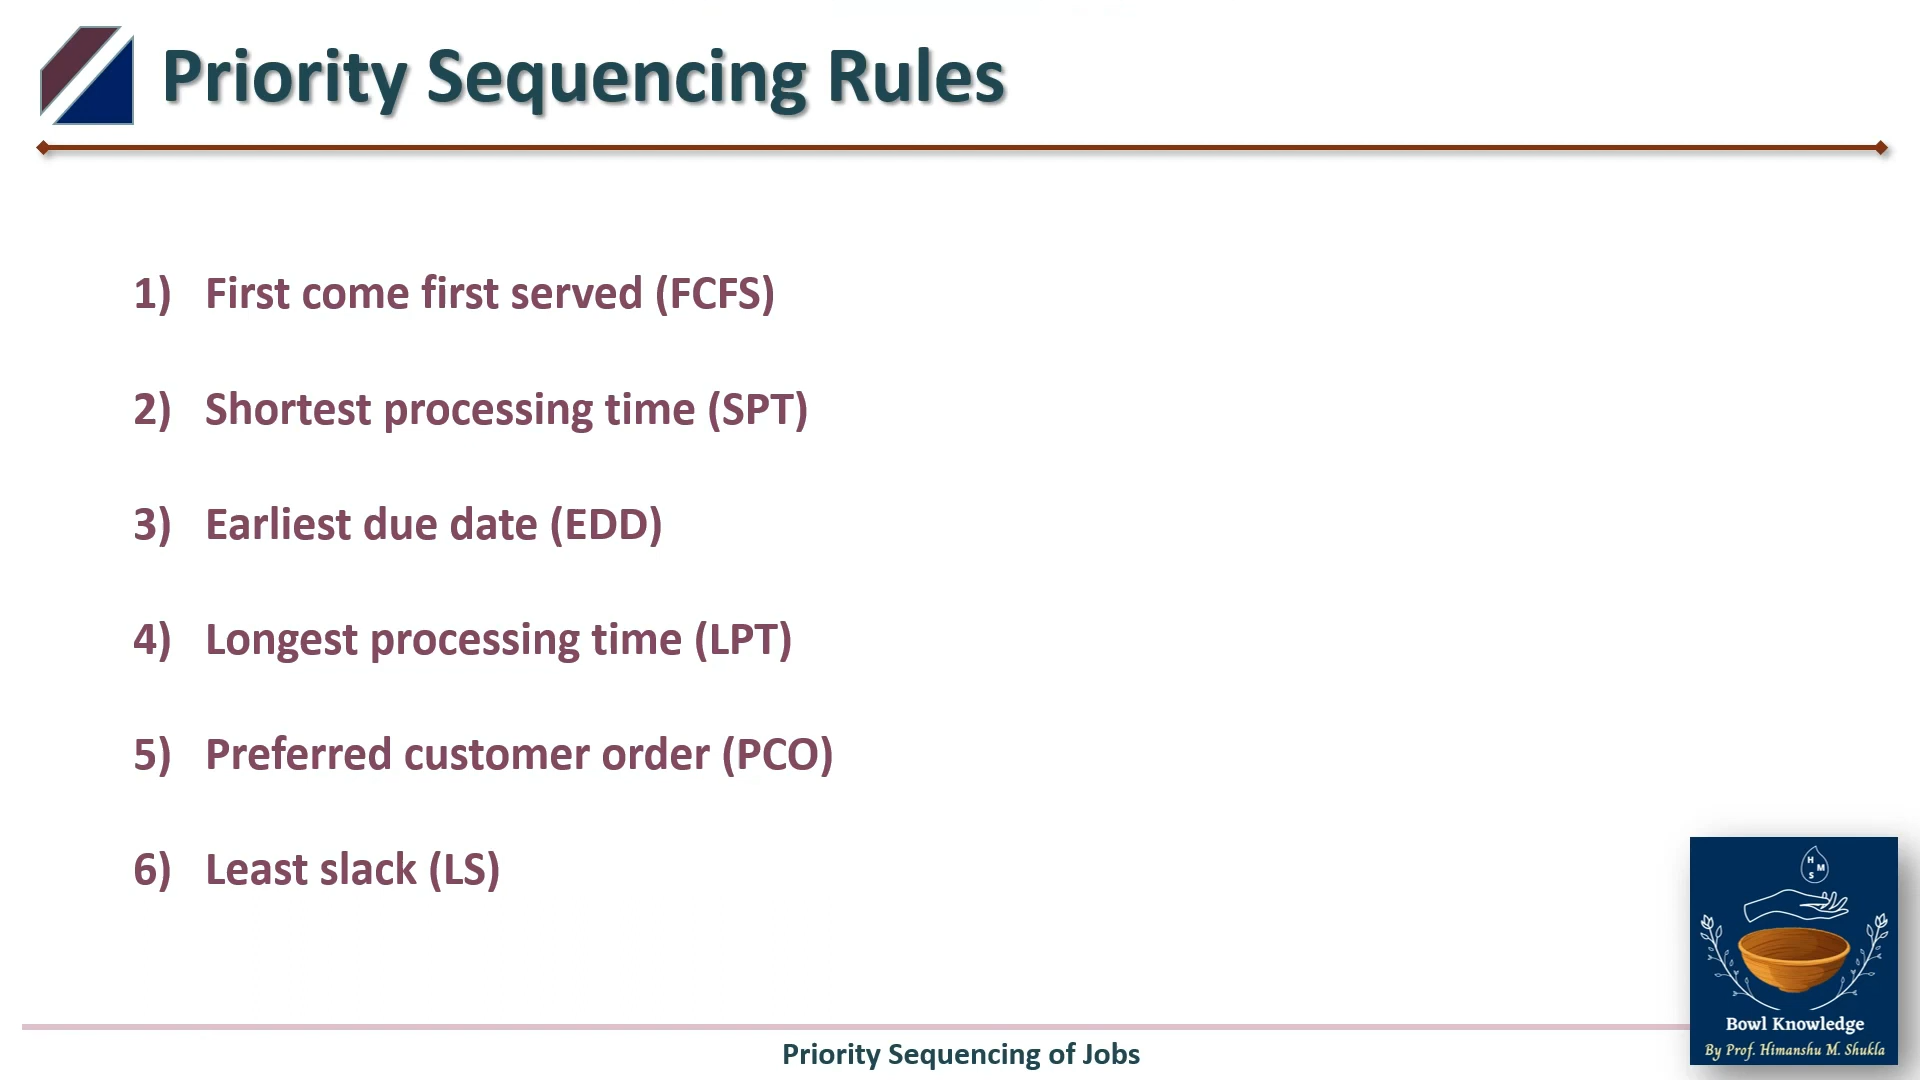 Priority Sequencing Rules
1) First come first served (FCFS)
2) Shortest processing time (SPT)
3) Earliest due date (EDD)
4) Longest processing time (LPT)
5) Preferred customer order (PCO)
6) Least slack (LS)
H
M
S
Bowl Knowledge
By Prof. Himanshu M. Shukla
Priority Sequencing of Jobs